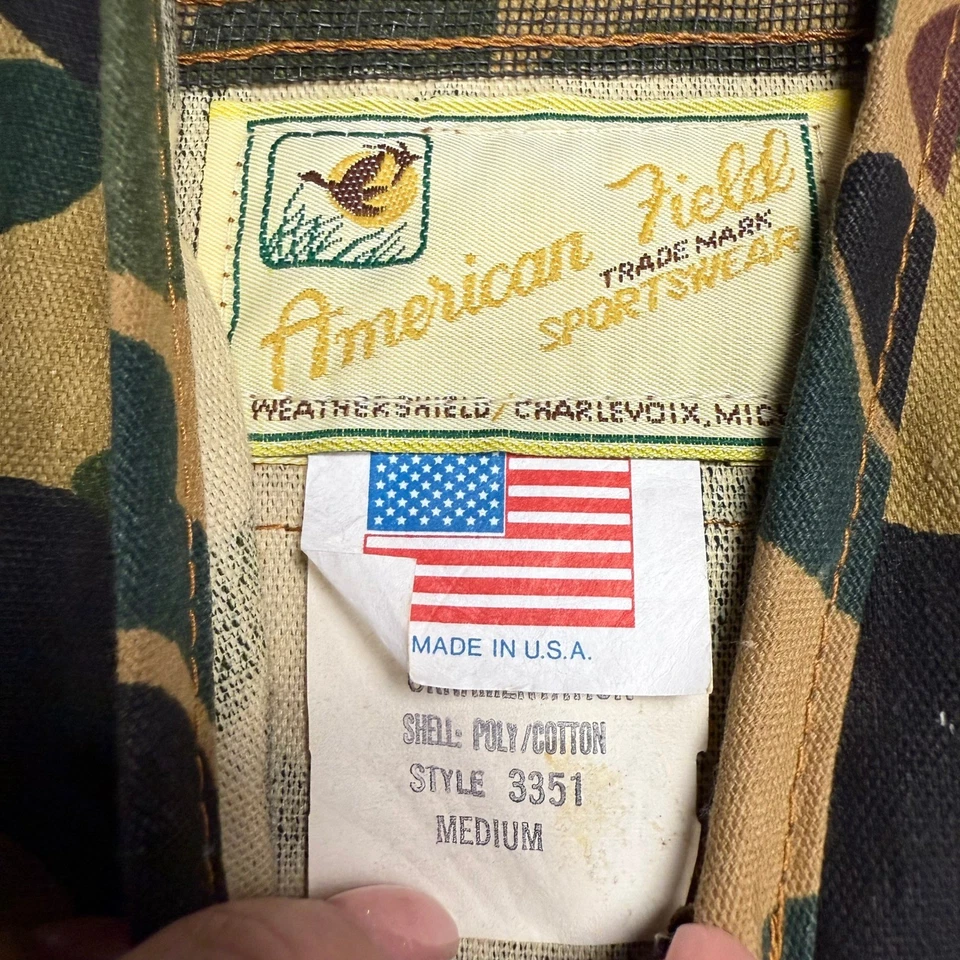 American Field
TRADE MARK
SPORTSWEAR
WEATHERSHIELD / CHARLEVOIX, MICH
MADE IN U.S.A.
SHELL: POLY/COTTON
STYLE 3351
MEDIUM